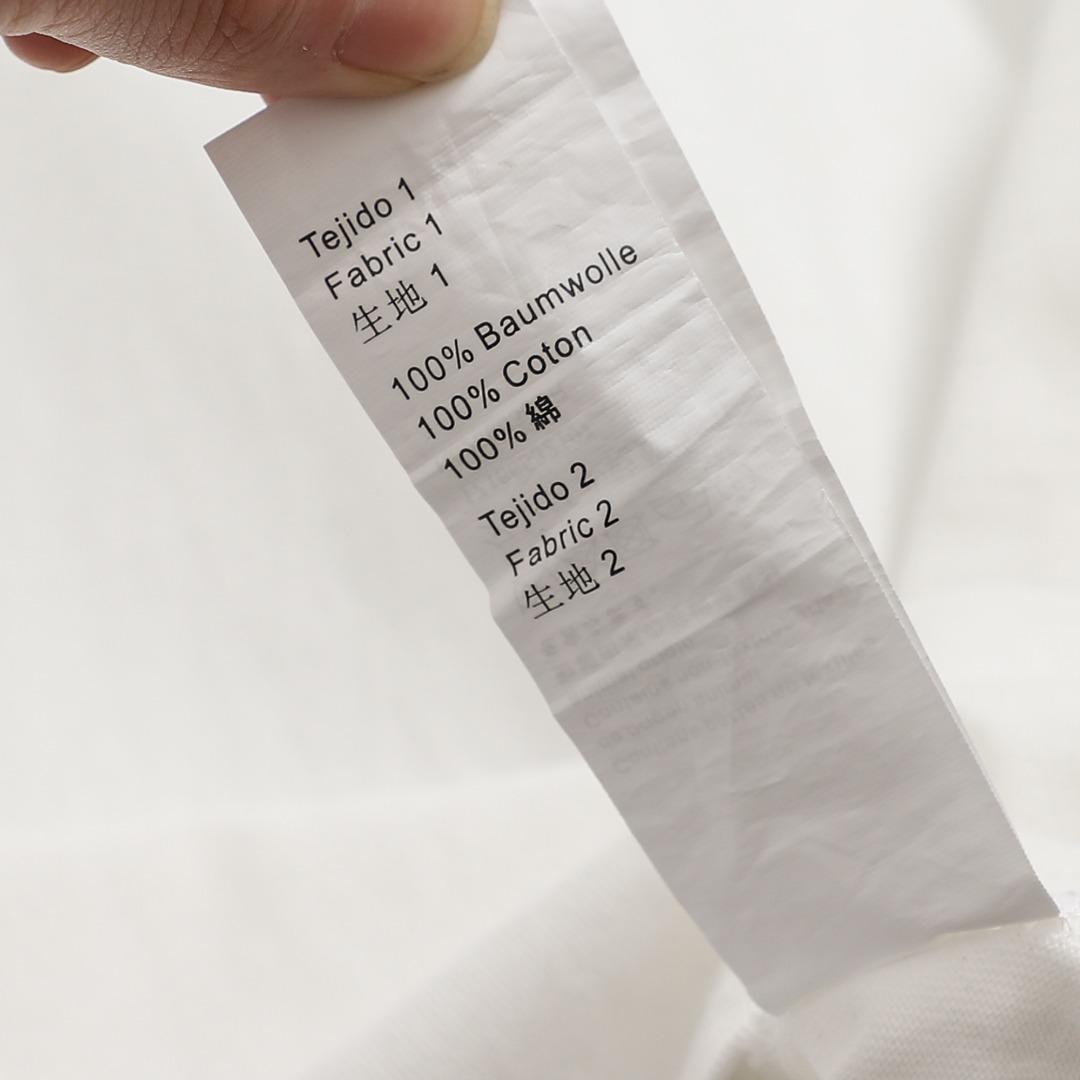 Tejido 1
Fabric 1
生地 1
100% Baumwolle
100% Coton
100% 綿
Tejido 2
Fabric 2
生地 2